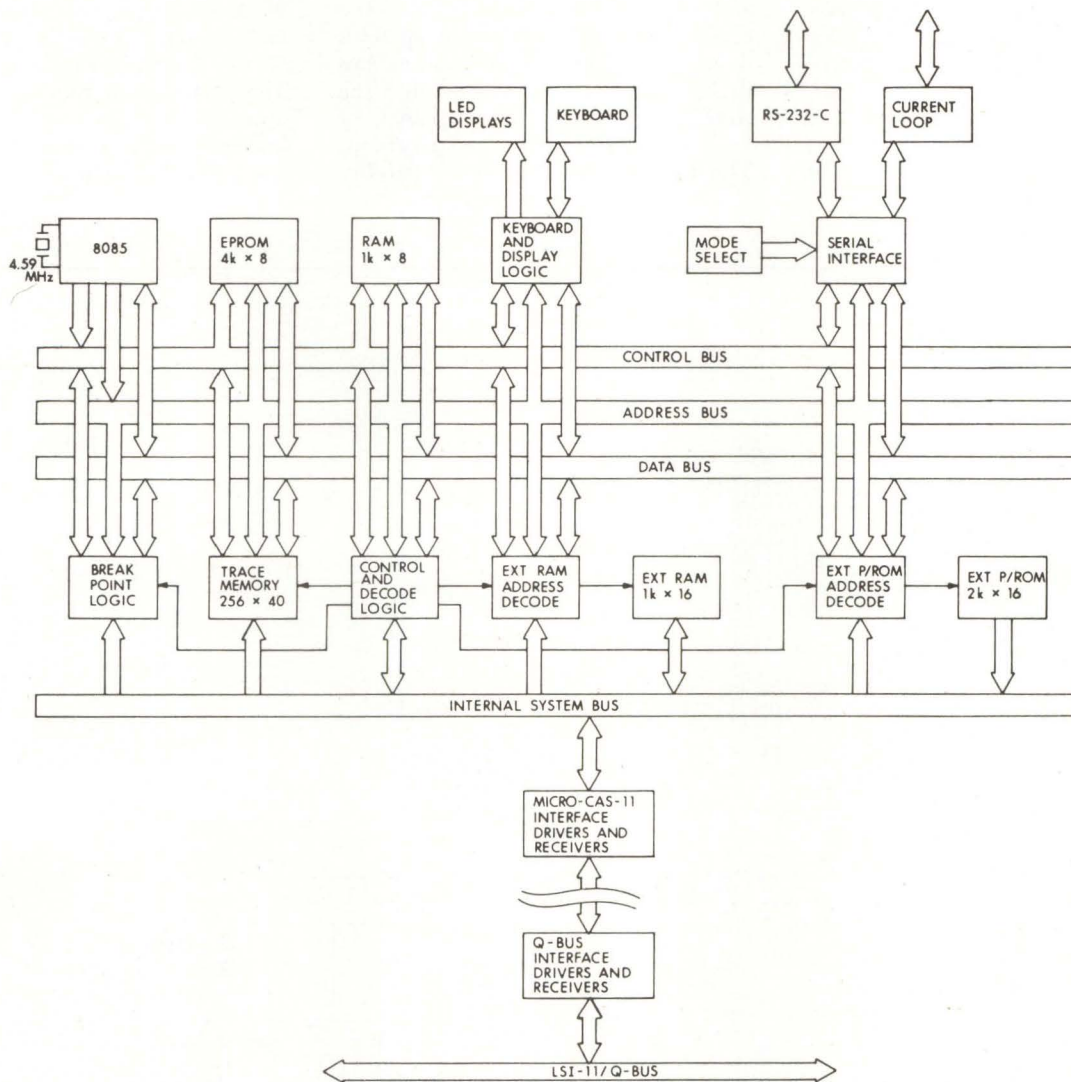 LED
DISPLAYS
KEYBOARD
RS-232-C
CURRENT
LOOP
4.59
MHz
8085
EPROM
4k × 8
RAM
1k × 8
KEYBOARD
AND
DISPLAY
LOGIC
MODE
SELECT
SERIAL
INTERFACE
CONTROL BUS
ADDRESS BUS
DATA BUS
BREAK
POINT
LOGIC
TRACE
MEMORY
256 × 40
CONTROL
AND
DECODE
LOGIC
EXT RAM
ADDRESS
DECODE
EXT RAM
1k × 16
EXT P/ROM
ADDRESS
DECODE
EXT P/ROM
2k × 16
INTERNAL SYSTEM BUS
MICRO-CAS-11
INTERFACE
DRIVERS AND
RECEIVERS
Q-BUS
INTERFACE
DRIVERS AND
RECEIVERS
LSI-11/Q-BUS